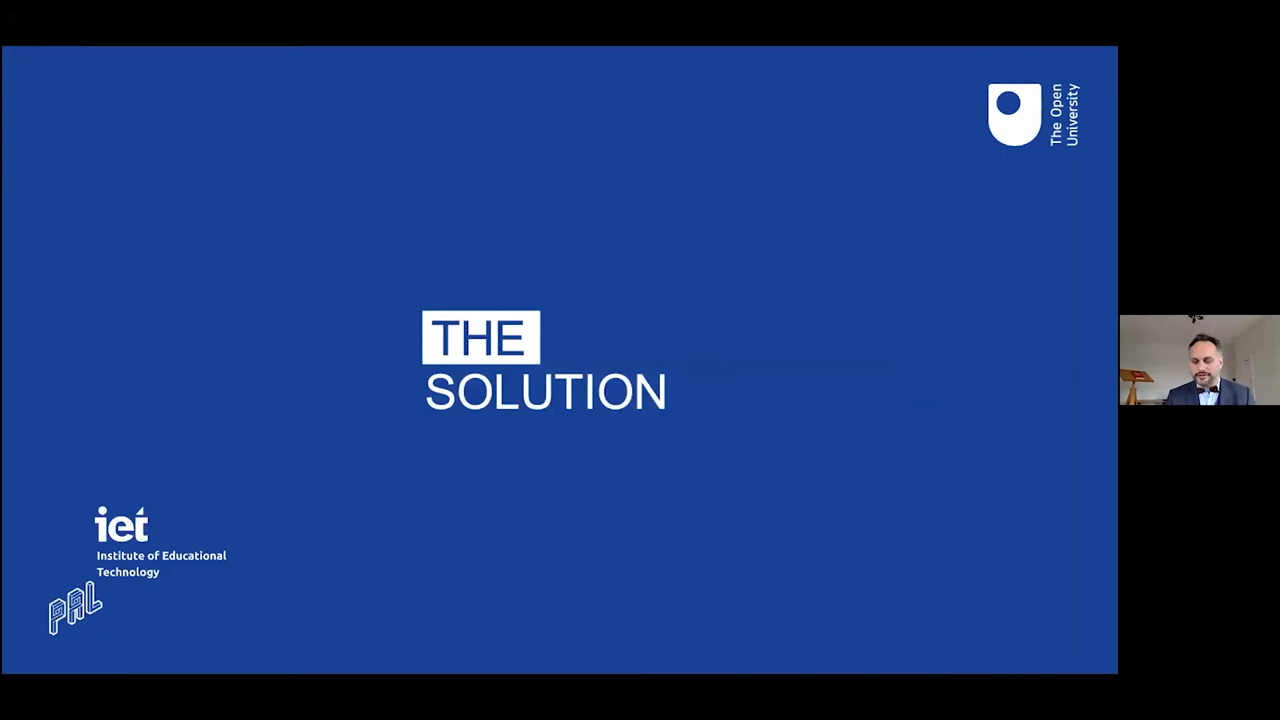 The Open
University
THE
SOLUTION
iet
Institute of Educational
Technology
PAL